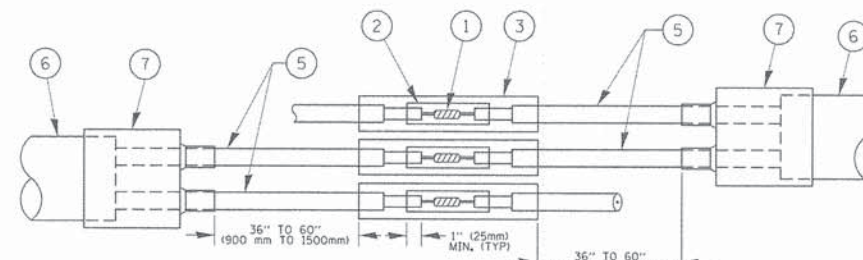 2 1 3
5 5
6 7 7 6
36" TO 60"
(900 mm TO 1500mm)
1" (25mm)
MIN. (TYP)
36" TO 60"